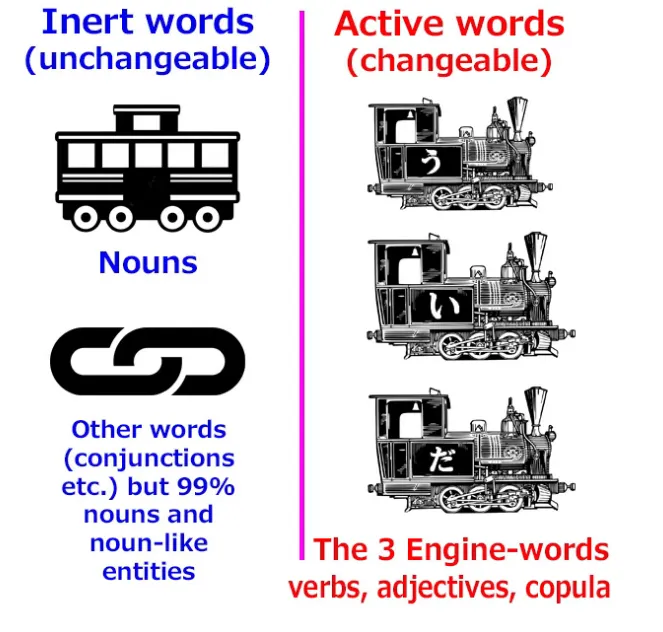 Inert words
(unchangeable)
Nouns
Other words
(conjunctions
etc.) but 99%
nouns and
noun-like
entities
Active words
(changeable)
う
い
だ
The 3 Engine-words
verbs, adjectives, copula